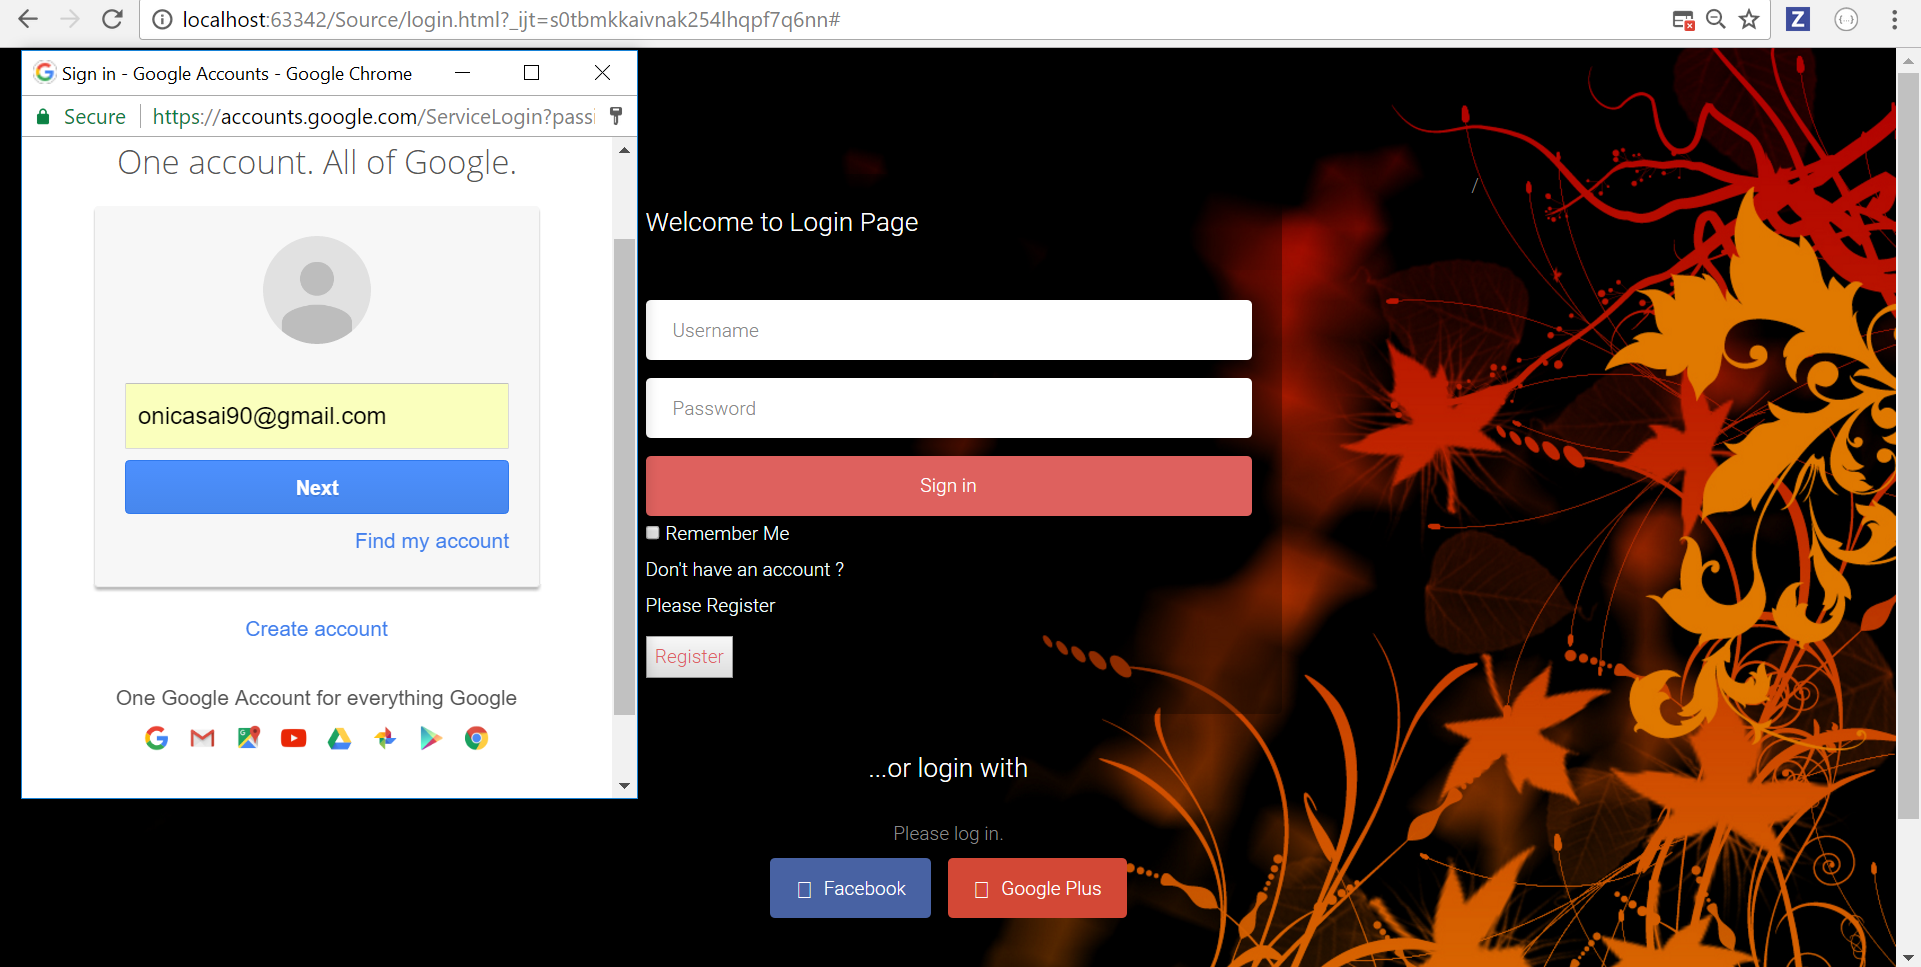 localhost:63342/Source/login.html?_ijt=s0tbmkkaivnak254lhqpf7q6nn#
Sign in - Google Accounts - Google Chrome
Secure https://accounts.google.com/ServiceLogin?passi
One account. All of Google.
onicasai90@gmail.com
Next
Find my account
Create account
One Google Account for everything Google
/
Welcome to Login Page
Username
Password
Sign in
Remember Me
Don't have an account ?
Please Register
Register
...or login with
Please log in.
Facebook
Google Plus
Z